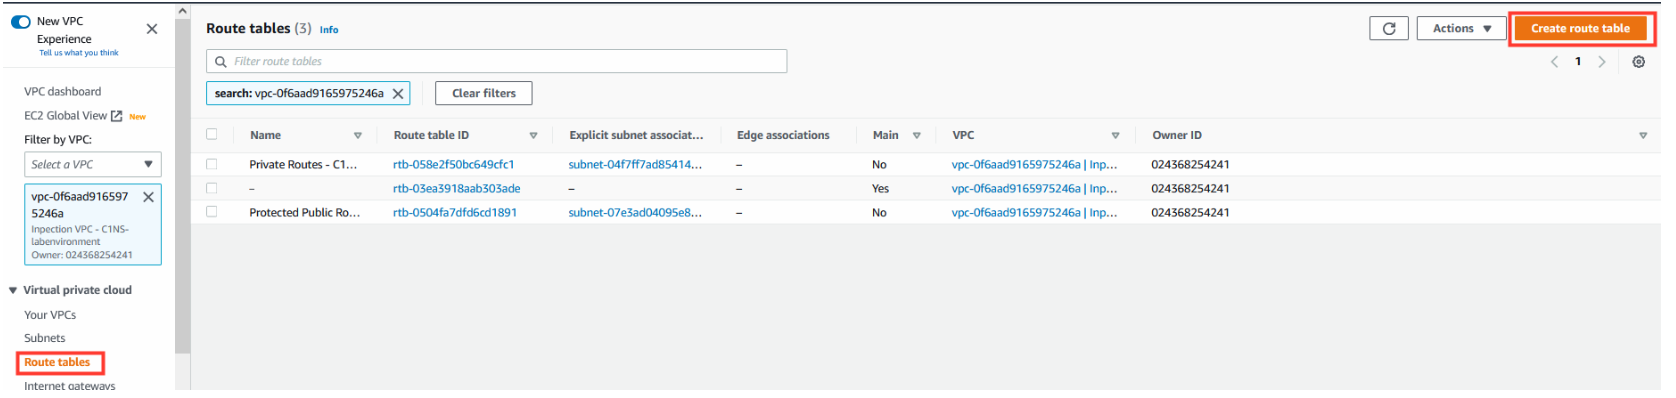 New VPC
Experience
Tell us what you think
VPC dashboard
EC2 Global View New
Filter by VPC:
Select a VPC
vpc-0f6aad916597
5246a
Inpection VPC - C1NS-
labenvironment
Owner: 024368254241
Virtual private cloud
Your VPCs
Subnets
Route tables
Internet gateways
Route tables (3) Info
Actions
Create route table
Filter route tables
1
search: vpc-0f6aad9165975246a
Clear filters
Name Route table ID Explicit subnet associat... Edge associations Main VPC Owner ID
Private Routes - C1... rtb-058e2f50bc649cfc1 subnet-04f7ff7ad85414... – No vpc-0f6aad9165975246a | Inp... 024368254241
– rtb-03ea3918aab303ade – – Yes vpc-0f6aad9165975246a | Inp... 024368254241
Protected Public Ro... rtb-0504fa7dfd6cd1891 subnet-07e3ad04095e8... – No vpc-0f6aad9165975246a | Inp... 024368254241